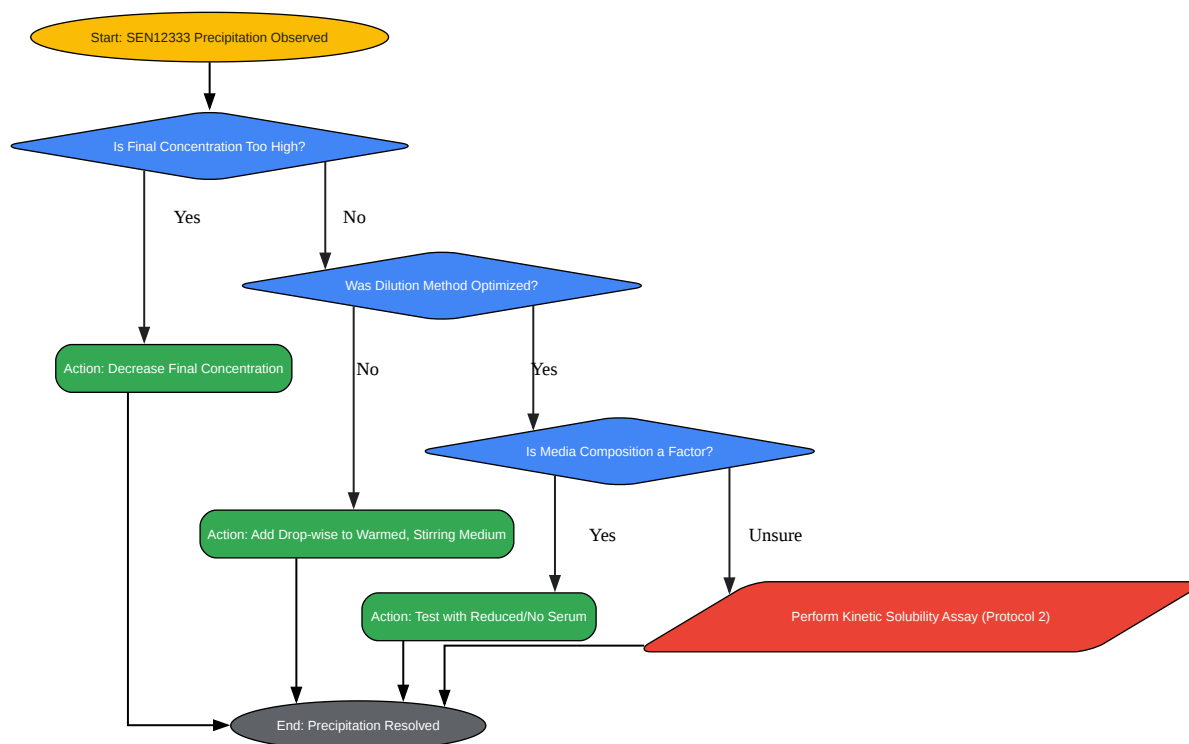 Start: SEN12333 Precipitation Observed
Is Final Concentration Too High?
Yes
No
Was Dilution Method Optimized?
Action: Decrease Final Concentration
No
Yes
Is Media Composition a Factor?
Action: Add Drop-wise to Warmed, Stirring Medium
Yes
Unsure
Action: Test with Reduced/No Serum
Perform Kinetic Solubility Assay (Protocol 2)
End: Precipitation Resolved